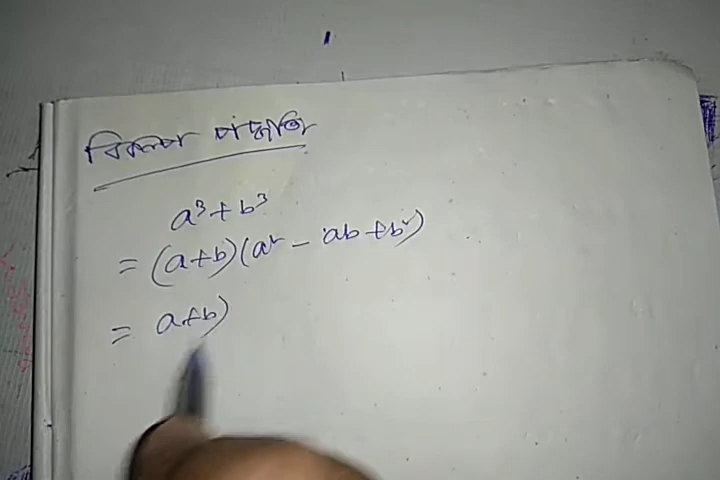 বিকল্প পদ্ধতি
a³+b³
= (a+b)(a² - ab+b²)
= a+b)